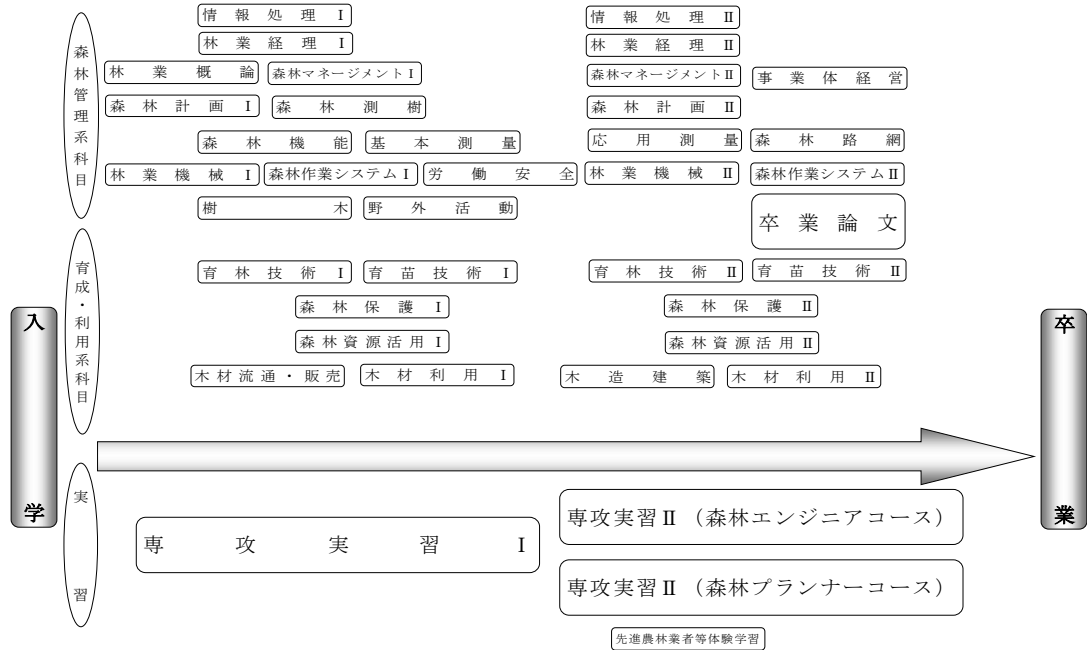 情報処理Ⅰ
情報処理Ⅱ
林業経理Ⅰ
林業経理Ⅱ
森林管理系科目
林業概論
森林マネージメントⅠ
森林マネージメントⅡ
事業体経営
森林計画Ⅰ
森林測樹
森林計画Ⅱ
森林機能
基本測量
応用測量
森林路網
林業機械Ⅰ
森林作業システムⅠ
労働安全
林業機械Ⅱ
森林作業システムⅡ
樹木
野外活動
卒業論文
育成・利用系科目
育林技術Ⅰ
育苗技術Ⅰ
育林技術Ⅱ
育苗技術Ⅱ
森林保護Ⅰ
森林保護Ⅱ
入学
卒業
森林資源活用Ⅰ
森林資源活用Ⅱ
木材流通・販売
木材利用Ⅰ
木造建築
木材利用Ⅱ
実習
専攻実習Ⅰ
専攻実習Ⅱ（森林エンジニアコース）
専攻実習Ⅱ（森林プランナーコース）
先進農林業者等体験学習